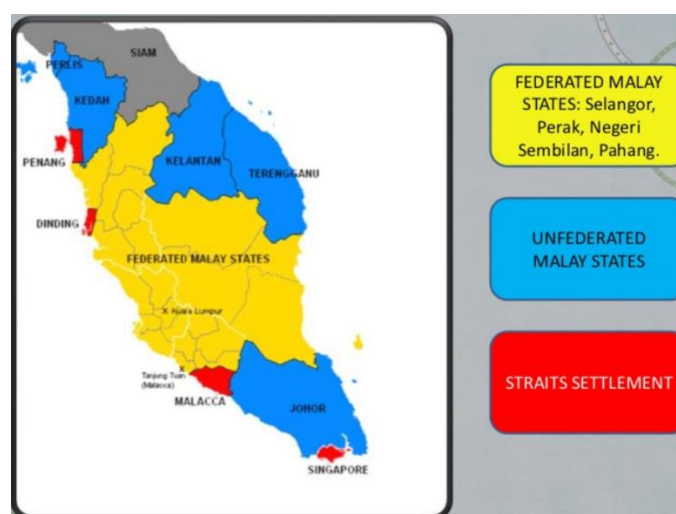 SIAM
PERLIS
KEDAH
PENANG
KELANTAN
TERENGGANU
DINDING
FEDERATED MALAY STATES
Kuala Lumpur
Tanjung Tuan
(Malacca)
MALACCA
JOHOR
SINGAPORE
FEDERATED MALAY
STATES: Selangor,
Perak, Negeri
Sembilan, Pahang.
UNFEDERATED
MALAY STATES
STRAITS SETTLEMENT